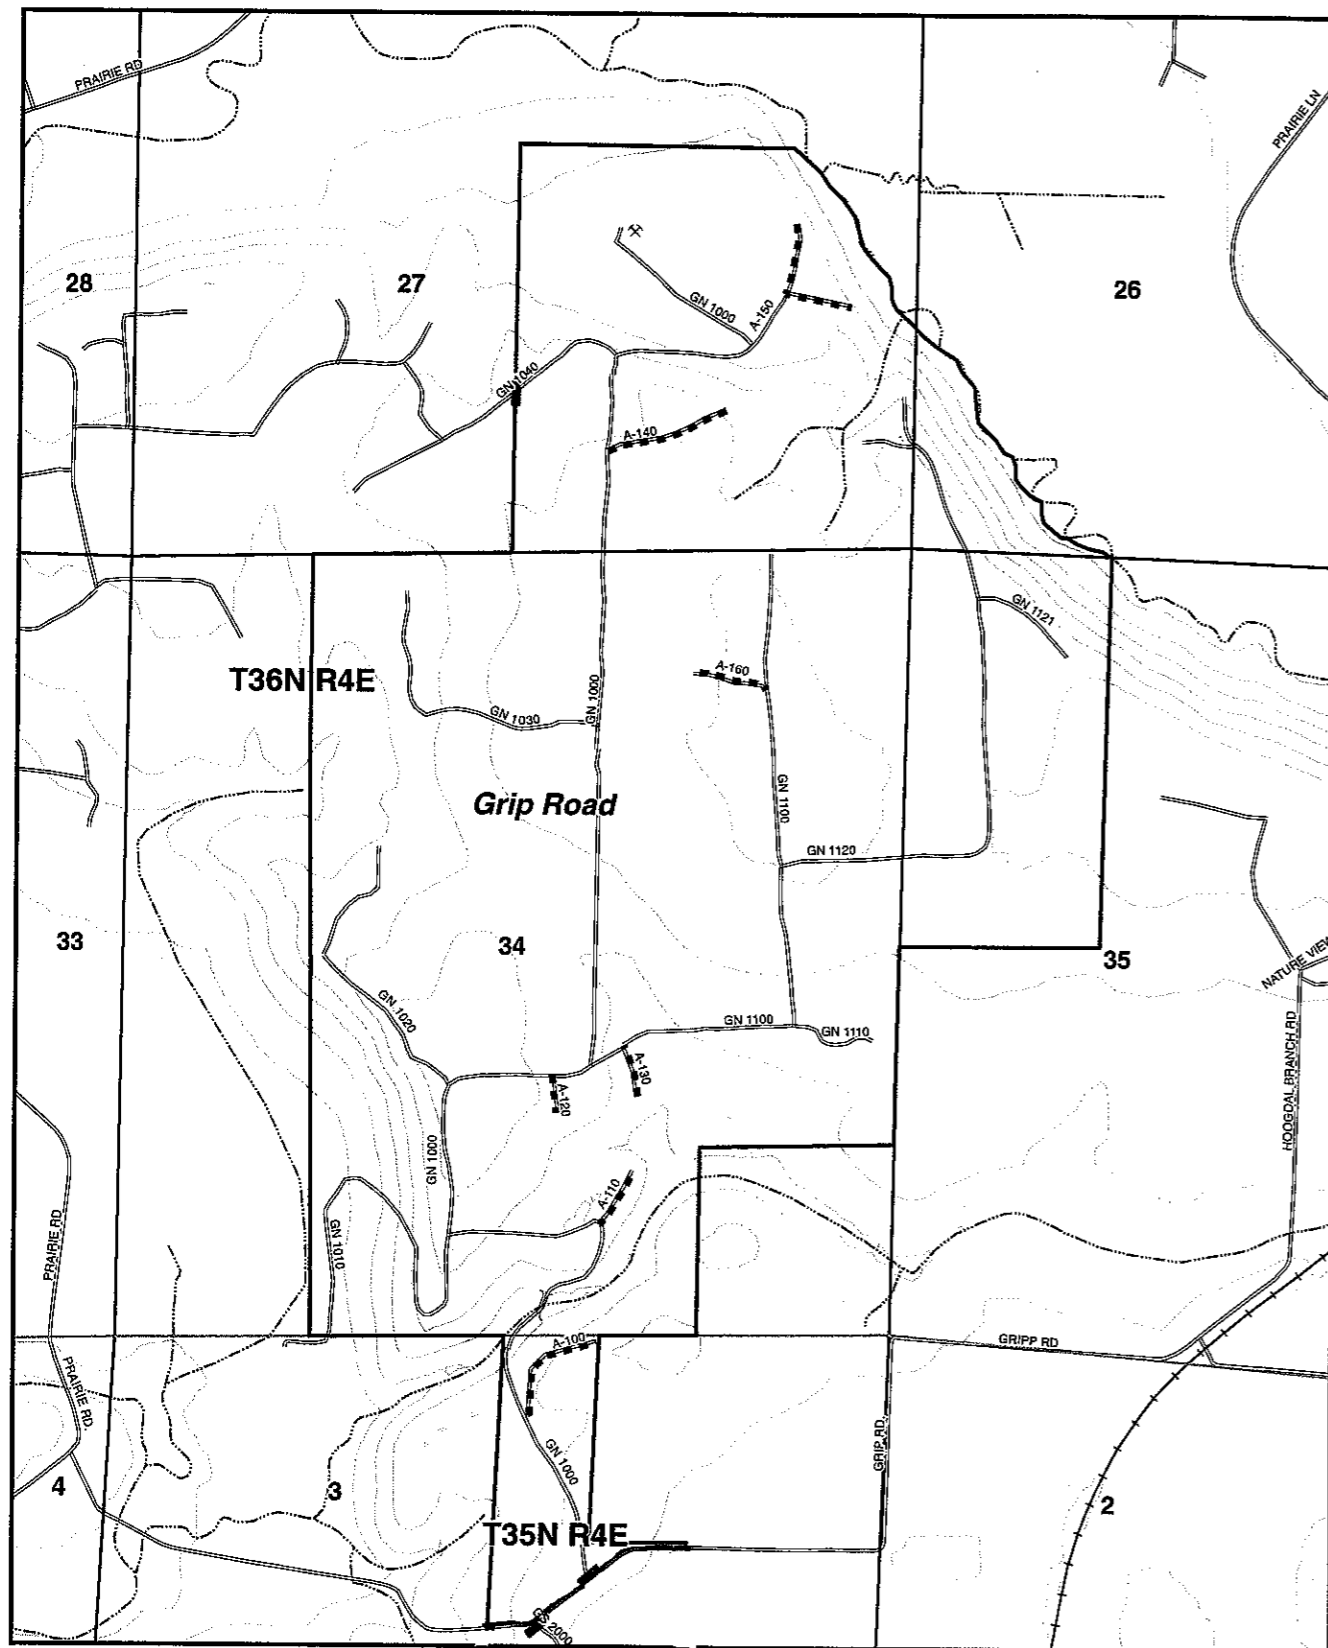 PRAIRIE RD
PRAIRIE LN
28
27
26
GN 1000
A-150
GN 1040
A-140
GN 1121
T36N R4E
A-160
GN 1000
GN 1030
GN 1100
Grip Road
GN 1120
33
34
35
NATURE VIEW
GN 1020
GN 1100
GN 1110
HOOGDAL BRANCH RD
A-130
A-120
GN 1000
A-110
PRAIRIE RD
GN 1010
GRIPP RD
A-100
PRAIRIE RD
GRIP RD
GN 1000
4
3
2
T35N R4E
GS 2000